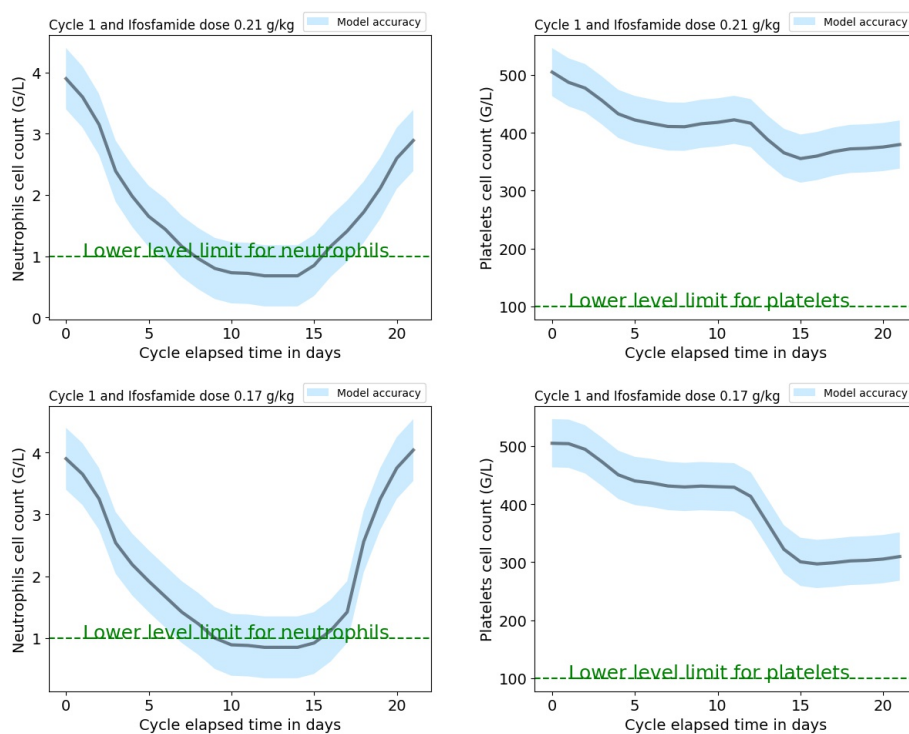 Cycle 1 and Ifosfamide dose 0.21 g/kg
Model accuracy
Neutrophils cell count (G/L)
4
3
2
1
0
Lower level limit for neutrophils
0 5 10 15 20
Cycle elapsed time in days
Cycle 1 and Ifosfamide dose 0.21 g/kg
Model accuracy
Platelets cell count (G/L)
500
400
300
200
100
Lower level limit for platelets
0 5 10 15 20
Cycle elapsed time in days
Cycle 1 and Ifosfamide dose 0.17 g/kg
Model accuracy
Neutrophils cell count (G/L)
4
3
2
1
Lower level limit for neutrophils
0 5 10 15 20
Cycle elapsed time in days
Cycle 1 and Ifosfamide dose 0.17 g/kg
Model accuracy
Platelets cell count (G/L)
500
400
300
200
100
Lower level limit for platelets
0 5 10 15 20
Cycle elapsed time in days